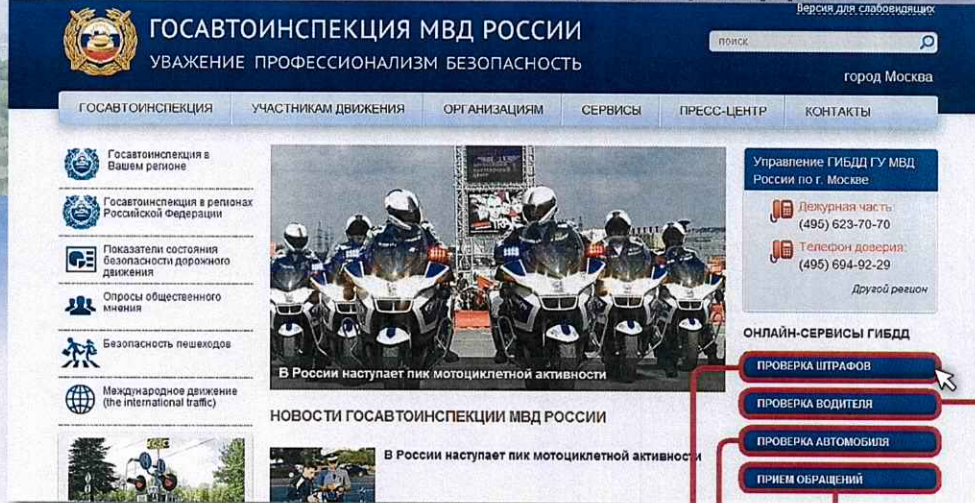 Версия для слабовидящих
ГОСАВТОИНСПЕКЦИЯ МВД РОССИИ
УВАЖЕНИЕ ПРОФЕССИОНАЛИЗМ БЕЗОПАСНОСТЬ
поиск
город Москва
ГОСАВТОИНСПЕКЦИЯ УЧАСТНИКАМ ДВИЖЕНИЯ ОРГАНИЗАЦИЯМ СЕРВИСЫ ПРЕСС-ЦЕНТР КОНТАКТЫ
Госавтоинспекция в
Вашем регионе
Госавтоинспекция в регионах
Российской Федерации
Показатели состояния
безопасности дорожного
движения
Опросы общественного
мнения
Безопасность пешеходов
Международное движение
(the international traffic)
В России наступает пик мотоциклетной активности
НОВОСТИ ГОСАВТОИНСПЕКЦИИ МВД РОССИИ
В России наступает пик мотоциклетной активности
Управление ГИБДД ГУ МВД
России по г. Москве
Дежурная часть:
(495) 623-70-70
Телефон доверия:
(495) 694-92-29
Другой регион
ОНЛАЙН-СЕРВИСЫ ГИБДД
ПРОВЕРКА ШТРАФОВ
ПРОВЕРКА ВОДИТЕЛЯ
ПРОВЕРКА АВТОМОБИЛЯ
ПРИЕМ ОБРАЩЕНИЙ